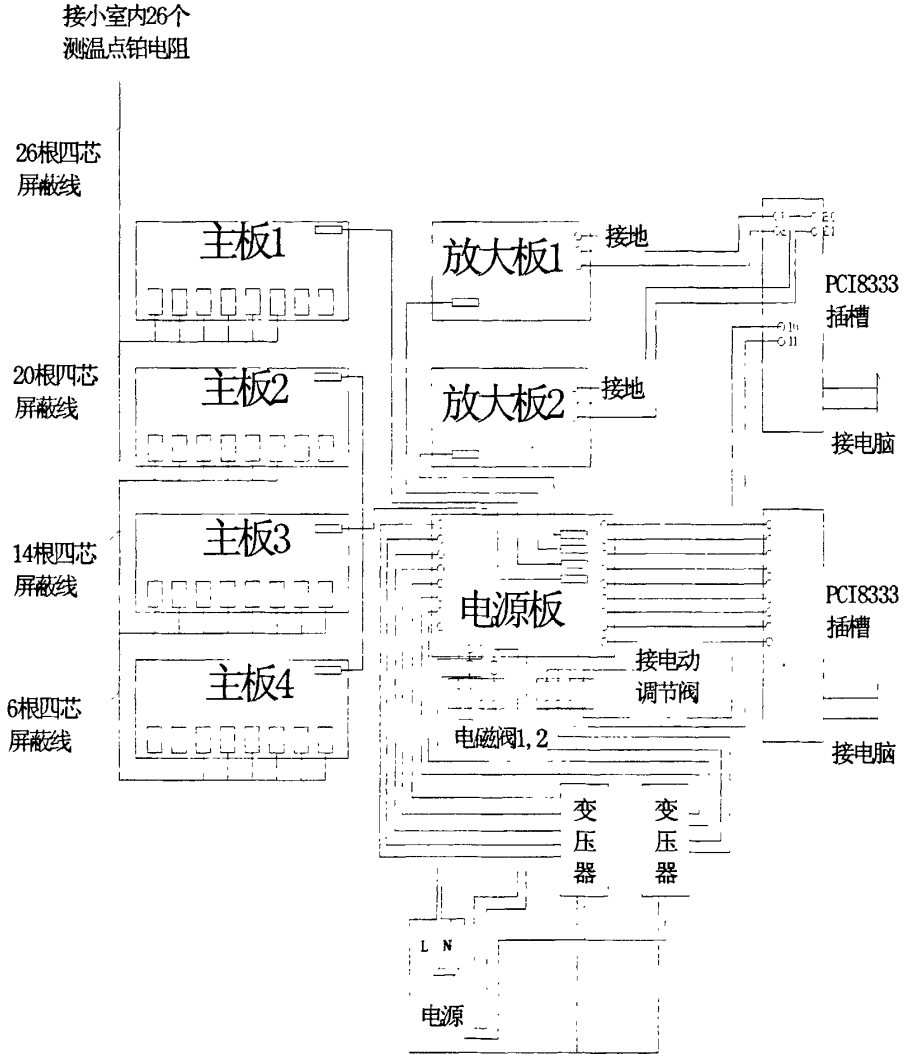 接小室内26个
测温点铂电阻
26根四芯
屏蔽线
主板1
放大板1
接地
PCI8333
插槽
20根四芯
屏蔽线
主板2
放大板2
接地
11
接电脑
14根四芯
屏蔽线
主板3
电源板
PCI8333
插槽
接电动
调节阀
6根四芯
屏蔽线
主板4
电磁阀1,2
接电脑
变
压
器
变
压
器
L N
电源